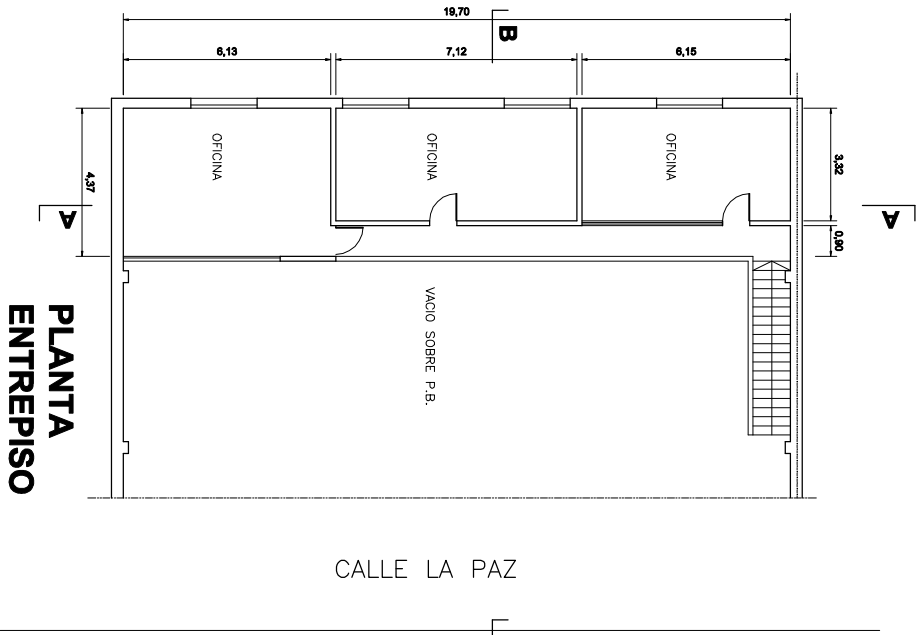 19,70
B
6,13
7,12
6,15
OFICINA
OFICINA
OFICINA
3,32
4,37
A
A
0,90
VACIO SOBRE P.B.
PLANTA
ENTREPISO
CALLE LA PAZ